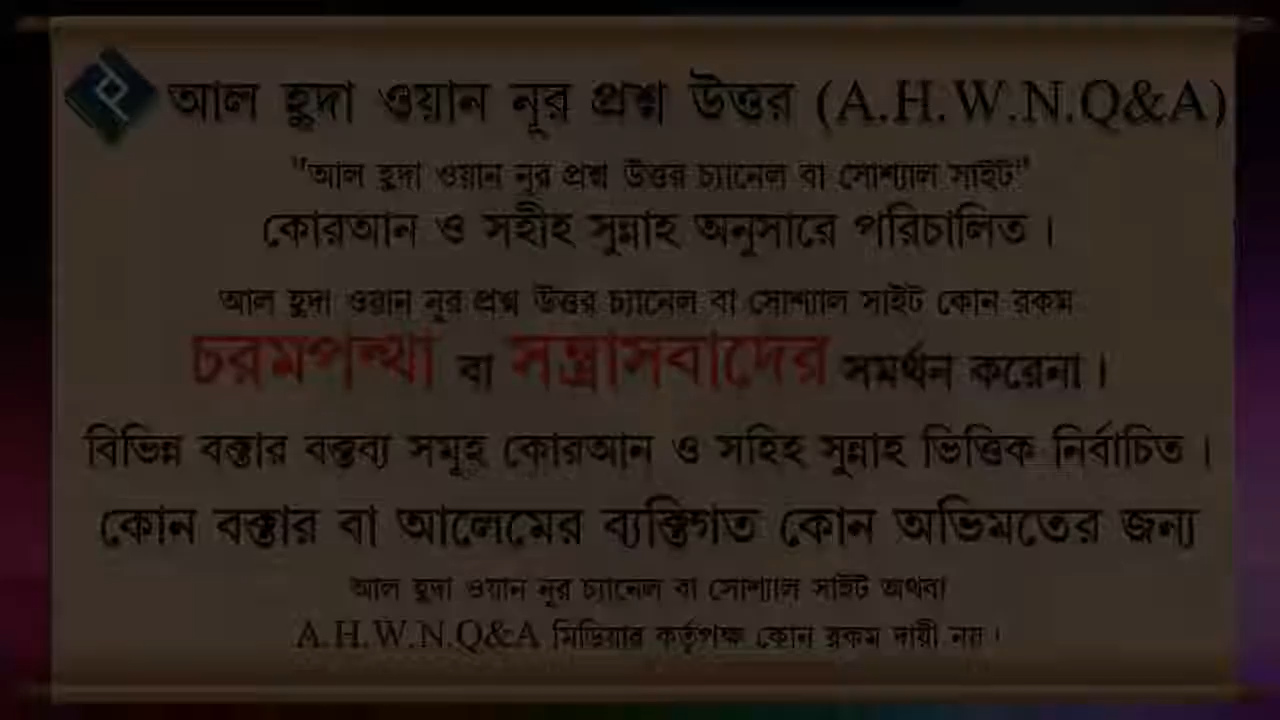 আল হুদা ওয়ান নূর প্রশ্ন উত্তর (A.H.W.N.Q&A)
"আল হুদা ওয়ান নূর প্রশ্ন উত্তর চ্যানেল বা সোশ্যাল সাইট"
কোরআন ও সহীহ সুন্নাহ অনুসারে পরিচালিত।
আল হুদা ওয়ান নূর প্রশ্ন উত্তর চ্যানেল বা সোশ্যাল সাইট কোন রকম
চরমপন্থা বা সন্ত্রাসবাদের সমর্থন করেনা।
বিভিন্ন বক্তার বক্তব্য সমূহ কোরআন ও সহিহ সুন্নাহ ভিত্তিক নির্বাচিত।
কোন বক্তার বা আলেমের ব্যক্তিগত কোন অভিমতের জন্য
আল হুদা ওয়ান নূর চ্যানেল বা সোশ্যাল সাইট অথবা
A.H.W.N.Q&A মিডিয়ার কর্তৃপক্ষ কোন রকম দায়ী নয়।